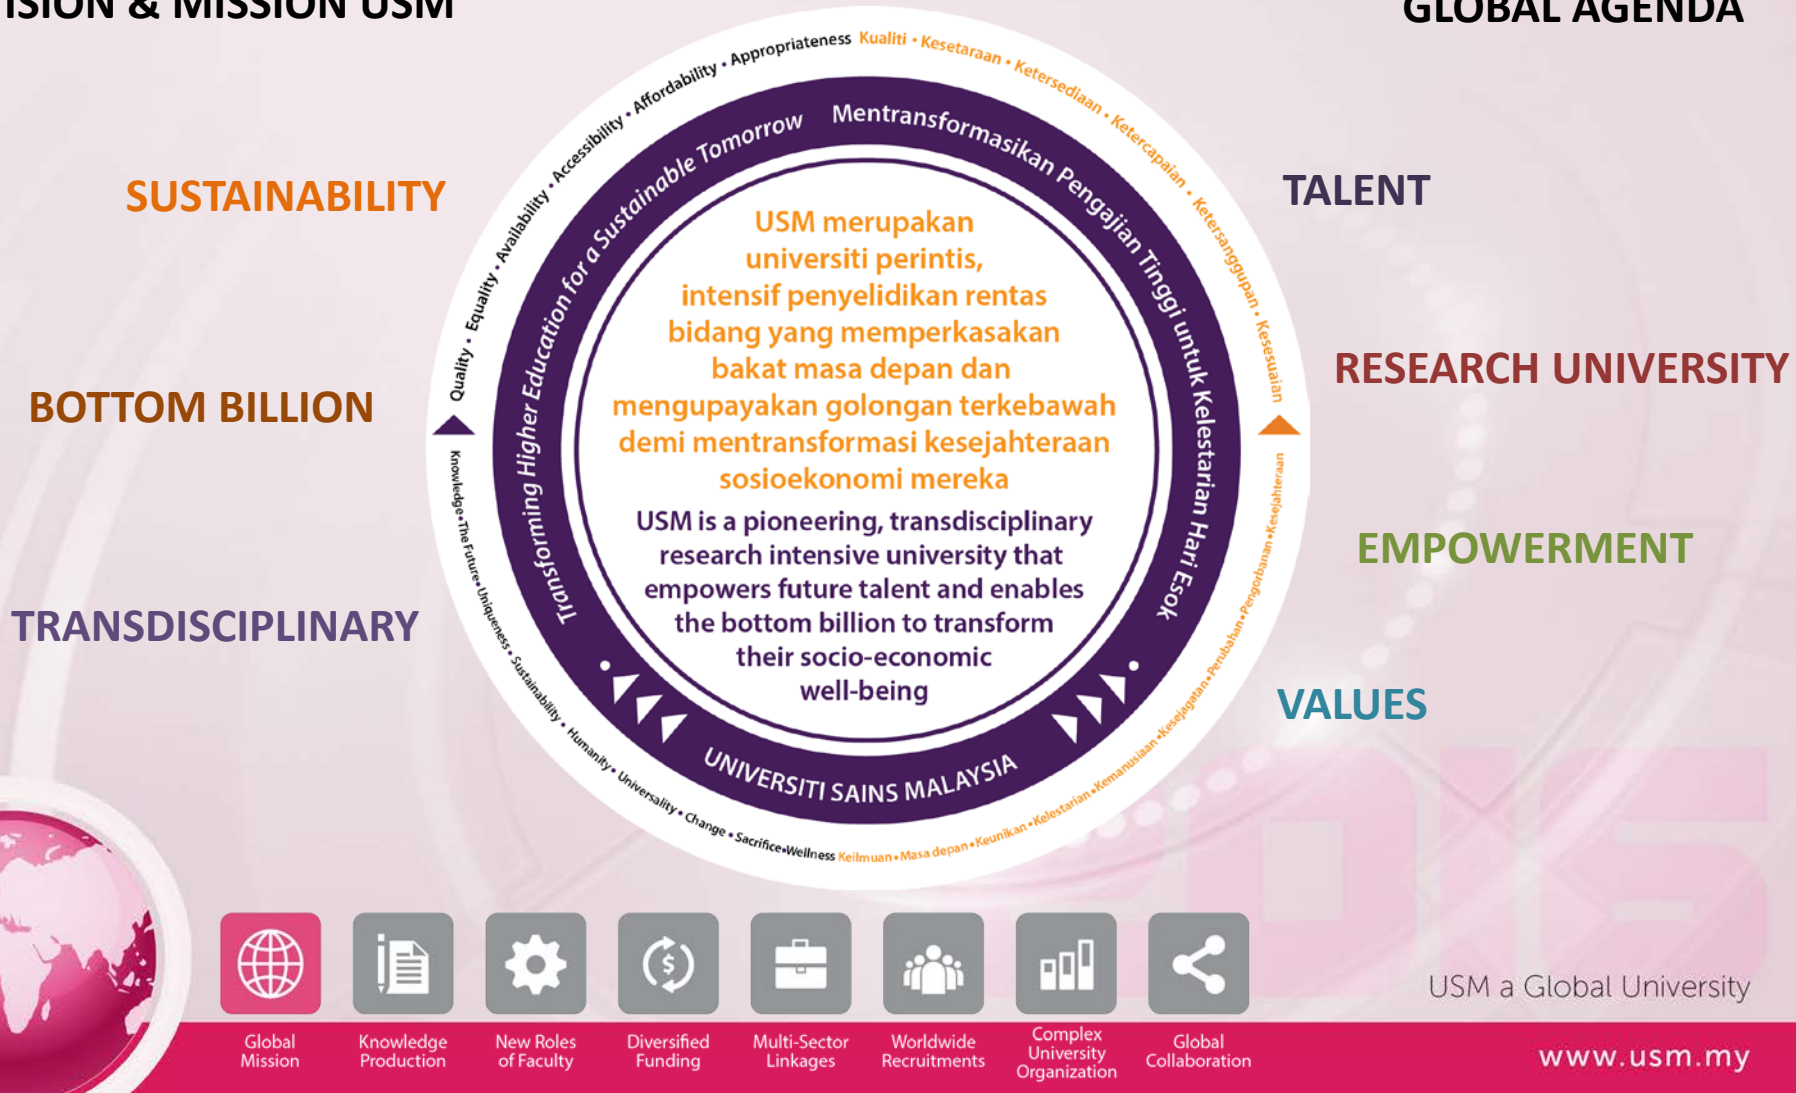 ISION & MISSION USM
GLOBAL AGENDA
Quality • Equality • Availability • Accessibility • Affordability • Appropriateness
Kualiti • Kesetaraan • Ketersediaan • Ketercapaian • Ketersanggupan • Kesesuaian
Transforming Higher Education for a Sustainable Tomorrow
Mentransformasikan Pengajian Tinggi untuk Kelestarian Hari Esok
SUSTAINABILITY
BOTTOM BILLION
TRANSDISCIPLINARY
USM merupakan
universiti perintis,
intensif penyelidikan rentas
bidang yang memperkasakan
bakat masa depan dan
mengupayakan golongan terkebawah
demi mentransformasi kesejahteraan
sosioekonomi mereka
USM is a pioneering, transdisciplinary
research intensive university that
empowers future talent and enables
the bottom billion to transform
their socio-economic
well-being
TALENT
RESEARCH UNIVERSITY
EMPOWERMENT
VALUES
UNIVERSITI SAINS MALAYSIA
Knowledge•The Future•Uniqueness•Sustainability•Humanity•Universality•Change•Sacrifice•Wellness
Keilmuan•Masa depan•Keunikan•Kelestarian•Kemanusiaan•Kesejagatan•Perubahan•Pengorbanan•Kesejahteraan
2016
USM a Global University
Global
Mission
Knowledge
Production
New Roles
of Faculty
$
Diversified
Funding
Multi-Sector
Linkages
Worldwide
Recruitments
Complex
University
Organization
Global
Collaboration
www.usm.my